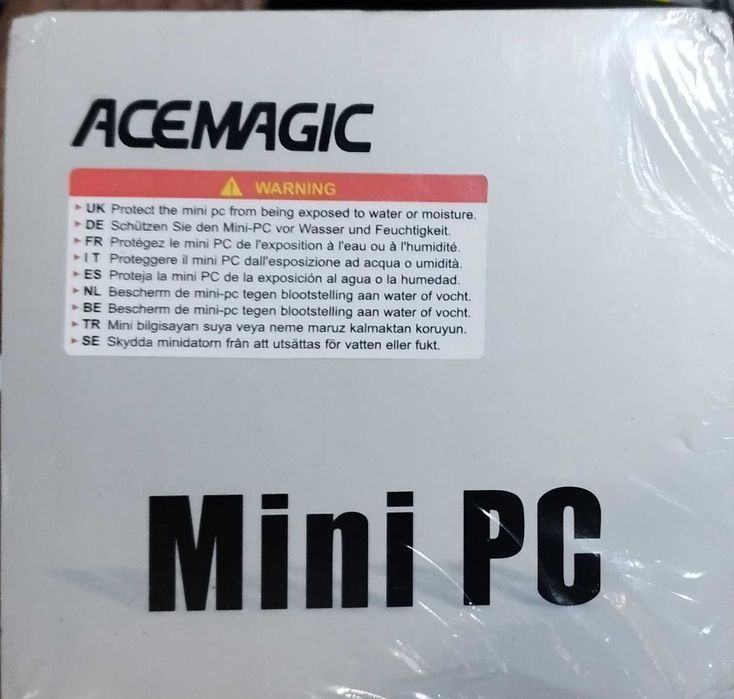 ACEMAGIC
WARNING
UK Protect the mini pc from being exposed to water or moisture.
DE Schützen Sie den Mini-PC vor Wasser und Feuchtigkeit.
FR Protégez le mini PC de l'exposition à l'eau ou à l'humidité.
IT Proteggere il mini PC dall'esposizione ad acqua o umidità.
ES Proteja la mini PC de la exposición al agua o la humedad.
NL Bescherm de mini-pc tegen blootstelling aan water of vocht.
BE Bescherm de mini-pc tegen blootstelling aan water of vocht.
TR Mini bilgisayarı suya veya neme maruz kalmaktan koruyun.
SE Skydda minidatorn från att utsättas för vatten eller fukt.
Mini PC